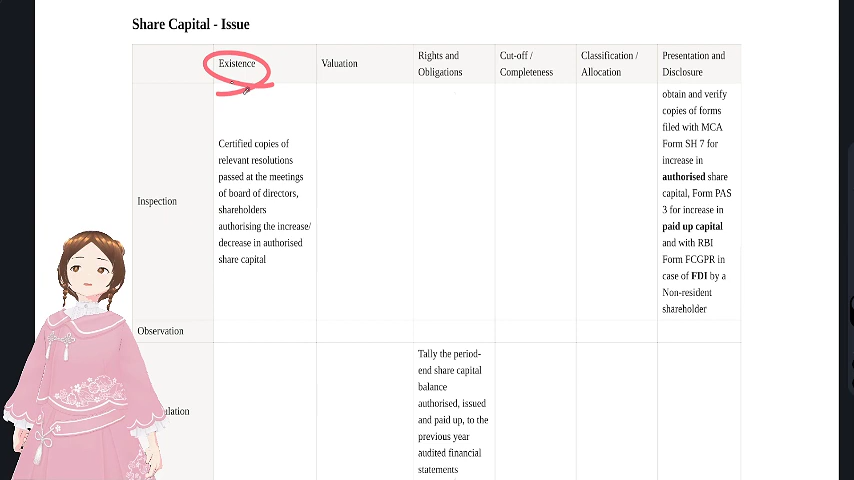 Share Capital - Issue
Existence
Valuation
Rights and
Obligations
Cut-off /
Completeness
Classification /
Allocation
Presentation and
Disclosure
Inspection
Certified copies of
relevant resolutions
passed at the meetings
of board of directors,
shareholders
authorising the increase/
decrease in authorised
share capital
obtain and verify
copies of forms
filed with MCA
Form SH 7 for
increase in
authorised share
capital, Form PAS
3 for increase in
paid up capital
and with RBI
Form FCGPR in
case of FDI by a
Non-resident
shareholder
Observation
lation
Tally the period-
end share capital
balance
authorised, issued
and paid up, to the
previous year
audited financial
statements